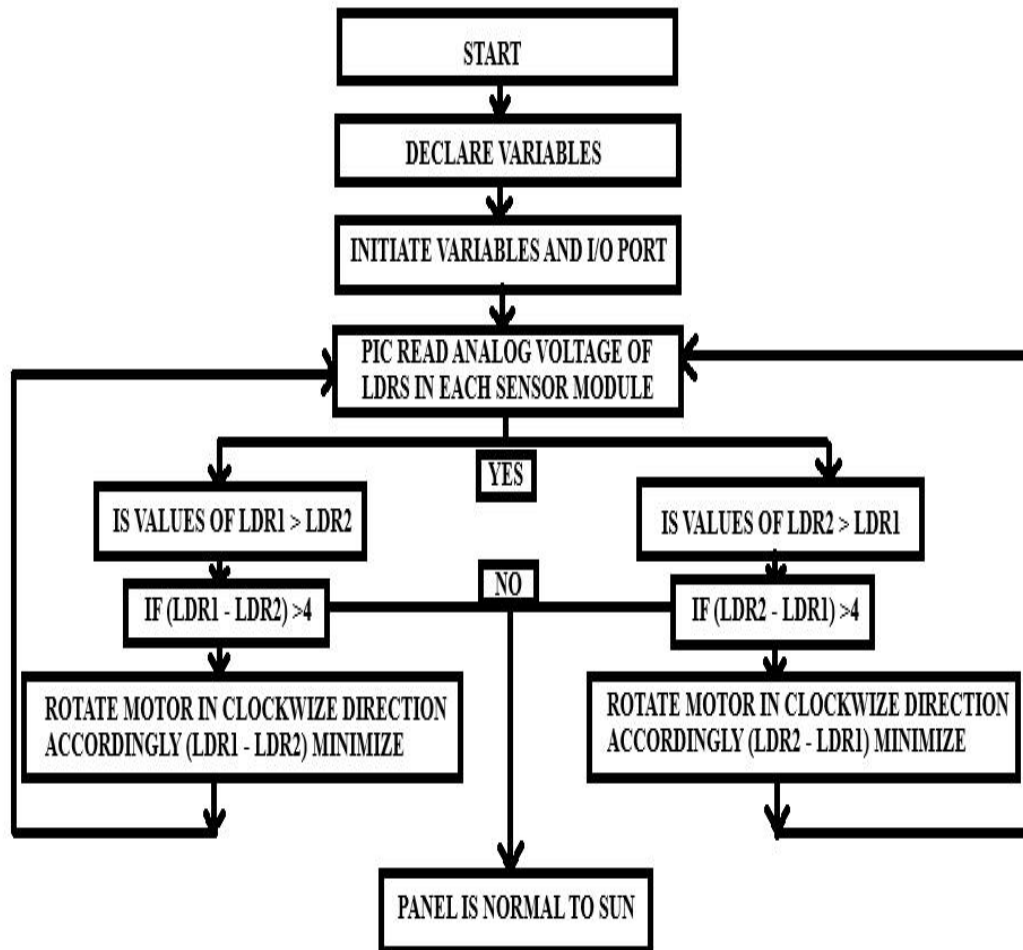 START
DECLARE VARIABLES
INITIATE VARIABLES AND I/O PORT
PIC READ ANALOG VOLTAGE OF
LDRS IN EACH SENSOR MODULE
YES
IS VALUES OF LDR1 > LDR2
IS VALUES OF LDR2 > LDR1
NO
IF (LDR1 - LDR2) >4
IF (LDR2 - LDR1) >4
ROTATE MOTOR IN CLOCKWIZE DIRECTION
ACCORDINGLY (LDR1 - LDR2) MINIMIZE
ROTATE MOTOR IN CLOCKWIZE DIRECTION
ACCORDINGLY (LDR2 - LDR1) MINIMIZE
PANEL IS NORMAL TO SUN